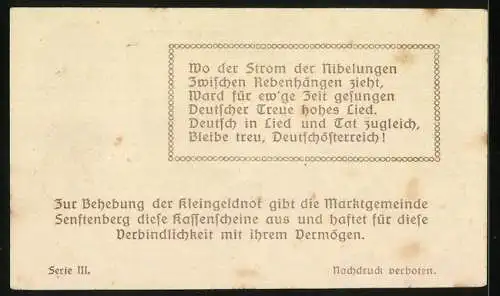 Wo der Strom der Nibelungen
Zwischen Rebenhängen zieht,
Ward für ew'ge Zeit gesungen
Deutscher Treue hohes Lied.
Deutsch in Lied und Tat zugleich,
Bleibe treu, Deutschösterreich!
Zur Behebung der Kleingeldnot gibt die Marktgemeinde
Senftenberg diese Kassenscheine aus und haftet für diese
Verbindlichkeit mit ihrem Vermögen.
Serie III.
Nachdruck verboten.